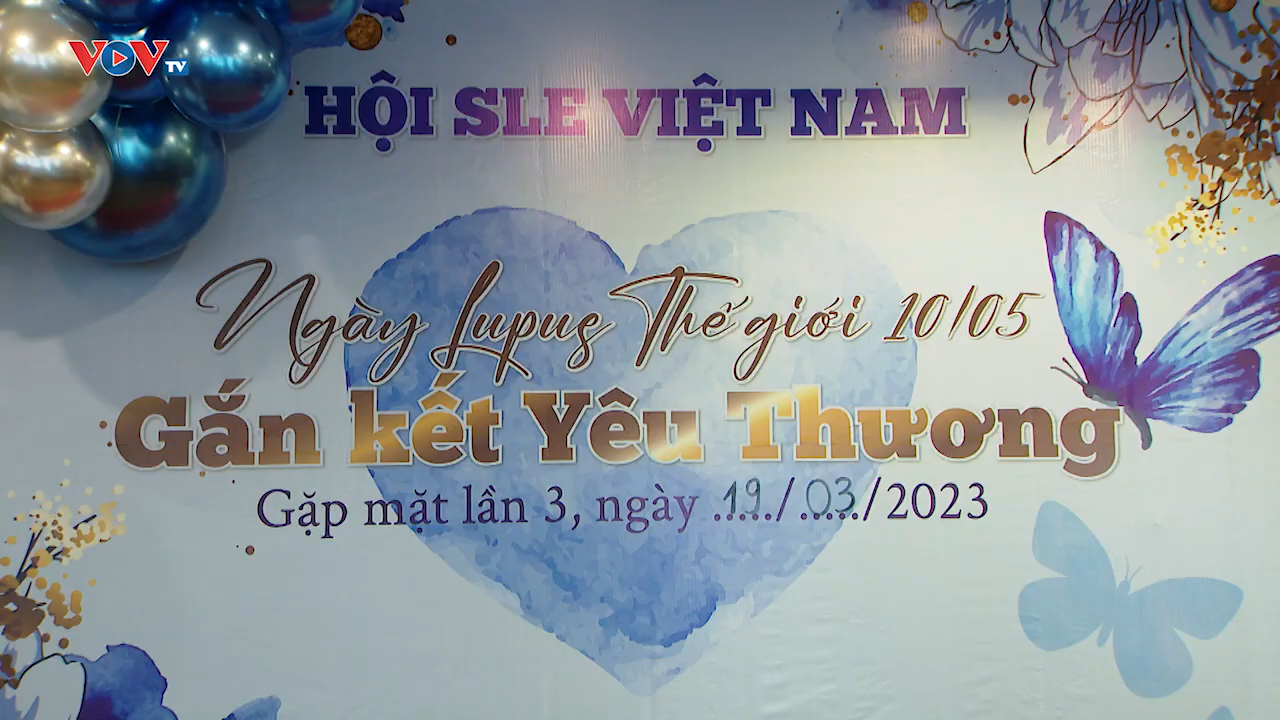 VOV TV
HỘI SLE VIỆT NAM
Ngày Lupus Thế giới 10/05
Gắn kết Yêu Thương
Gặp mặt lần 3, ngày .19./.03./2023